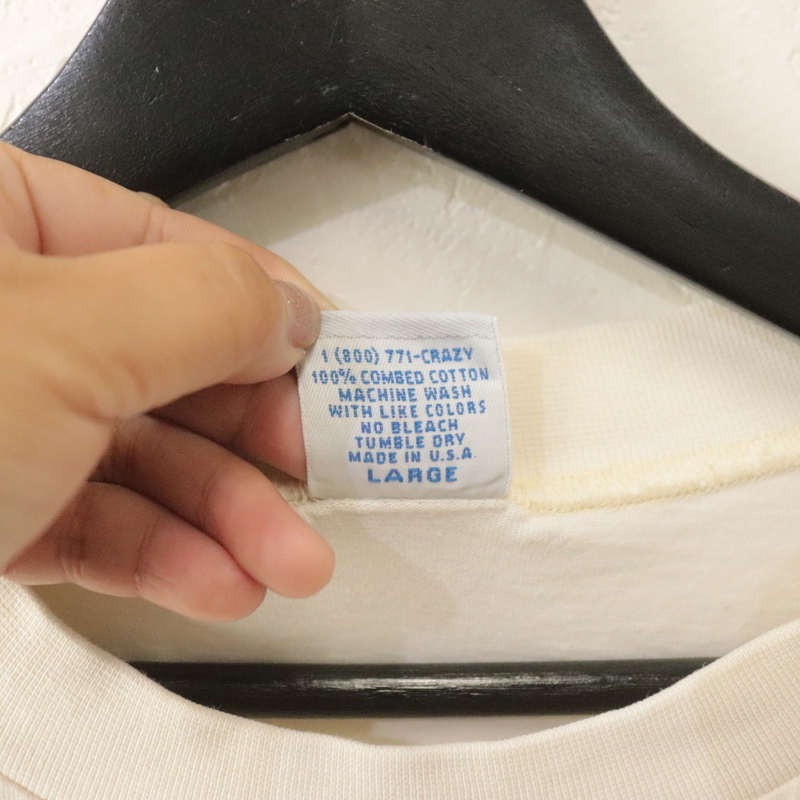 1 (800) 771-CRAZY
100% COMBED COTTON
MACHINE WASH
WITH LIKE COLORS
NO BLEACH
TUMBLE DRY
MADE IN U.S.A.
LARGE